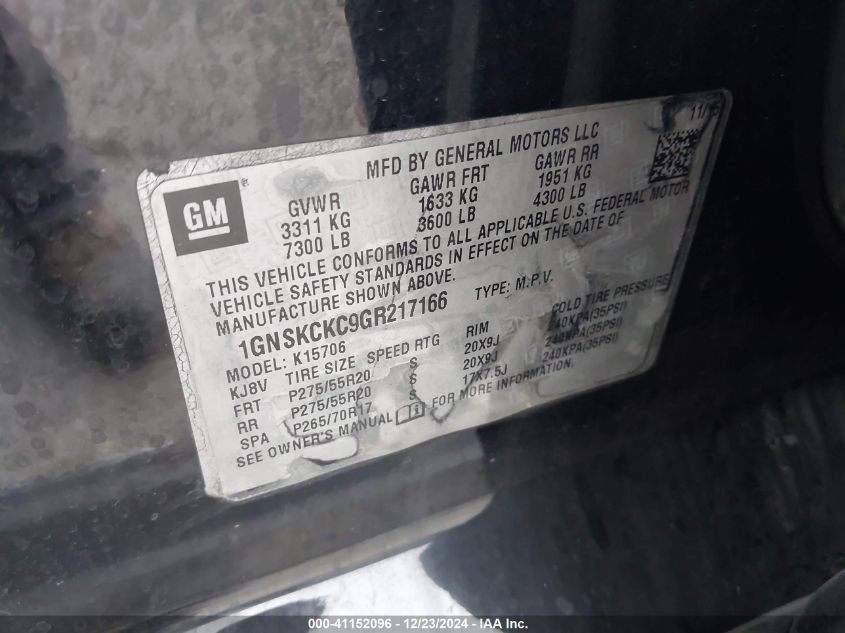 11/15
MFD BY GENERAL MOTORS LLC
GM
GVWR GAWR FRT GAWR RR
3311 KG 1633 KG 1951 KG
7300 LB 3600 LB 4300 LB
THIS VEHICLE CONFORMS TO ALL APPLICABLE U.S. FEDERAL MOTOR
VEHICLE SAFETY STANDARDS IN EFFECT ON THE DATE OF
MANUFACTURE SHOWN ABOVE.
1GNSKCKC9GR217166 TYPE: M.P.V.
MODEL: K15706
KJ8V TIRE SIZE SPEED RTG RIM COLD TIRE PRESSURE
FRT P275/55R20 S 20X9J 240KPA(35PSI)
RR P275/55R20 S 20X9J 240KPA(35PSI)
SPA P265/70R17 S 17X7.5J 240KPA(35PSI)
SEE OWNER'S MANUAL FOR MORE INFORMATION.
000-41152096 - 12/23/2024 - IAA Inc.